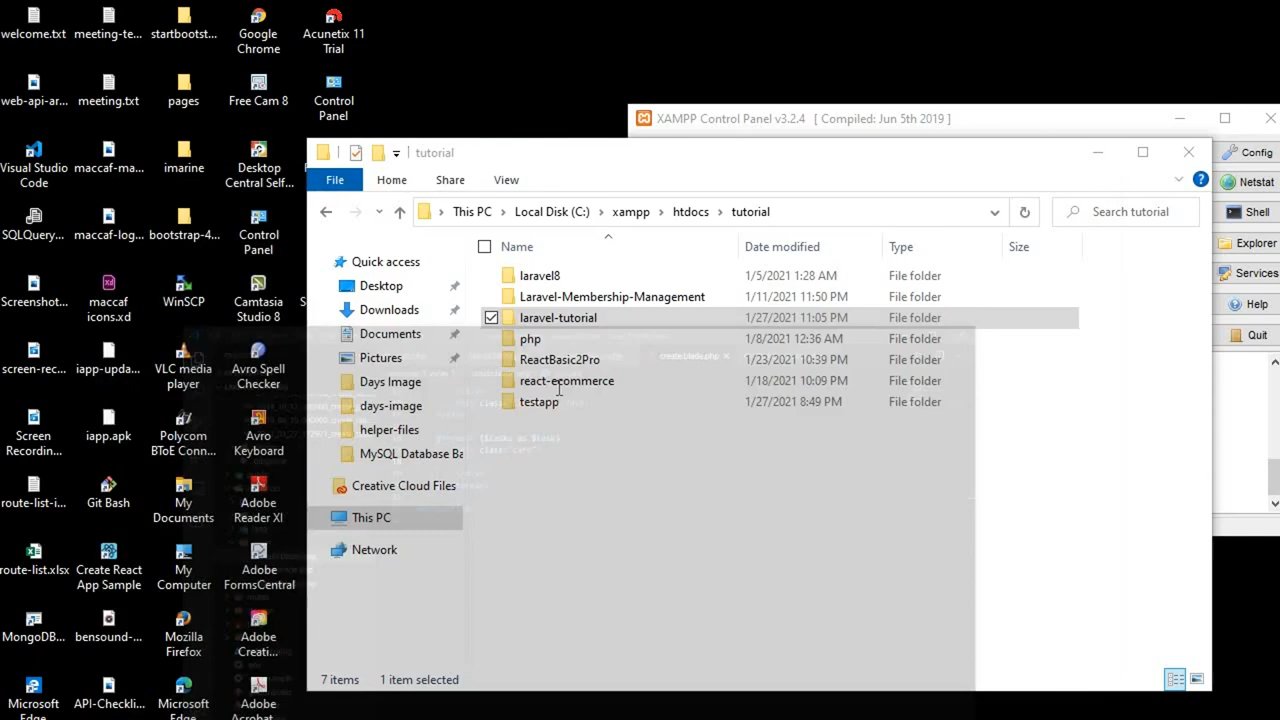 welcome.txt
meeting-te...
startbootst...
Google
Chrome
Acunetix 11
Trial
web-api-ar...
meeting.txt
pages
Free Cam 8
Control
Panel
Visual Studio
Code
maccaf-ma...
imarine
Desktop
Central Self...
SQLQuery...
maccaf-log...
bootstrap-4...
Control
Panel
Screenshot...
maccaf
icons.xd
WinSCP
Camtasia
Studio 8
screen-rec...
iapp-upda...
VLC media
player
Avro Spell
Checker
Screen
Recordin...
iapp.apk
Polycom
BToE Conn...
Avro
Keyboard
route-list-i...
Git Bash
My
Documents
Adobe
Reader XI
route-list.xlsx
Create React
App Sample
My
Computer
Adobe
FormsCentral
MongoDB...
bensound-...
Mozilla
Firefox
Adobe
Creati...
Microsoft
Edge
API-Checkli...
Microsoft
Edge
Adobe
Acrobat...
XAMPP Control Panel v3.2.4 [ Compiled: Jun 5th 2019 ]
Config
Netstat
Shell
Explorer
Services
Help
Quit
tutorial
File
Home
Share
View
This PC
Local Disk (C:)
xampp
htdocs
tutorial
Search tutorial
Quick access
Desktop
Downloads
Documents
Pictures
Days Image
days-image
helper-files
MySQL Database Ba
Creative Cloud Files
This PC
Network
Name Date modified Type Size
laravel8 1/5/2021 1:28 AM File folder
Laravel-Membership-Management 1/11/2021 11:50 PM File folder
laravel-tutorial 1/27/2021 11:05 PM File folder
php 1/8/2021 12:36 AM File folder
ReactBasic2Pro 1/23/2021 10:39 PM File folder
react-ecommerce 1/18/2021 10:09 PM File folder
testapp 1/27/2021 8:49 PM File folder
create.blade.php
7 items 1 item selected